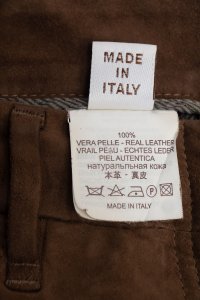 MADE
IN
ITALY
100%
VERA PELLE - REAL LEATHER
VRAIL PEAU - ECHTES LEDER
PIEL AUTENTICA
натуральная кожа
本革・真皮
MADE IN ITALY